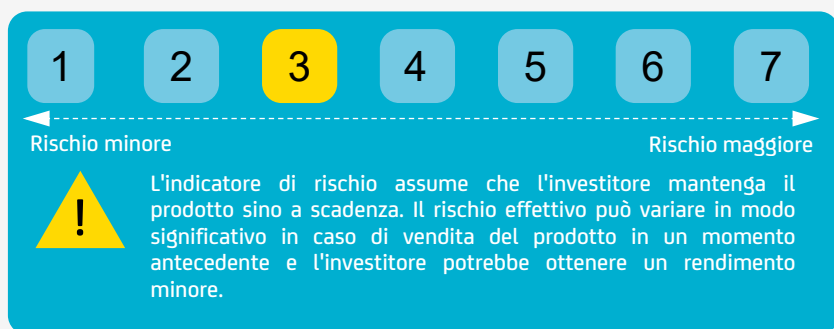 1 2 3 4 5 6 7
Rischio minore Rischio maggiore
!
L'indicatore di rischio assume che l'investitore mantenga il
prodotto sino a scadenza. Il rischio effettivo può variare in modo
significativo in caso di vendita del prodotto in un momento
antecedente e l'investitore potrebbe ottenere un rendimento
minore.